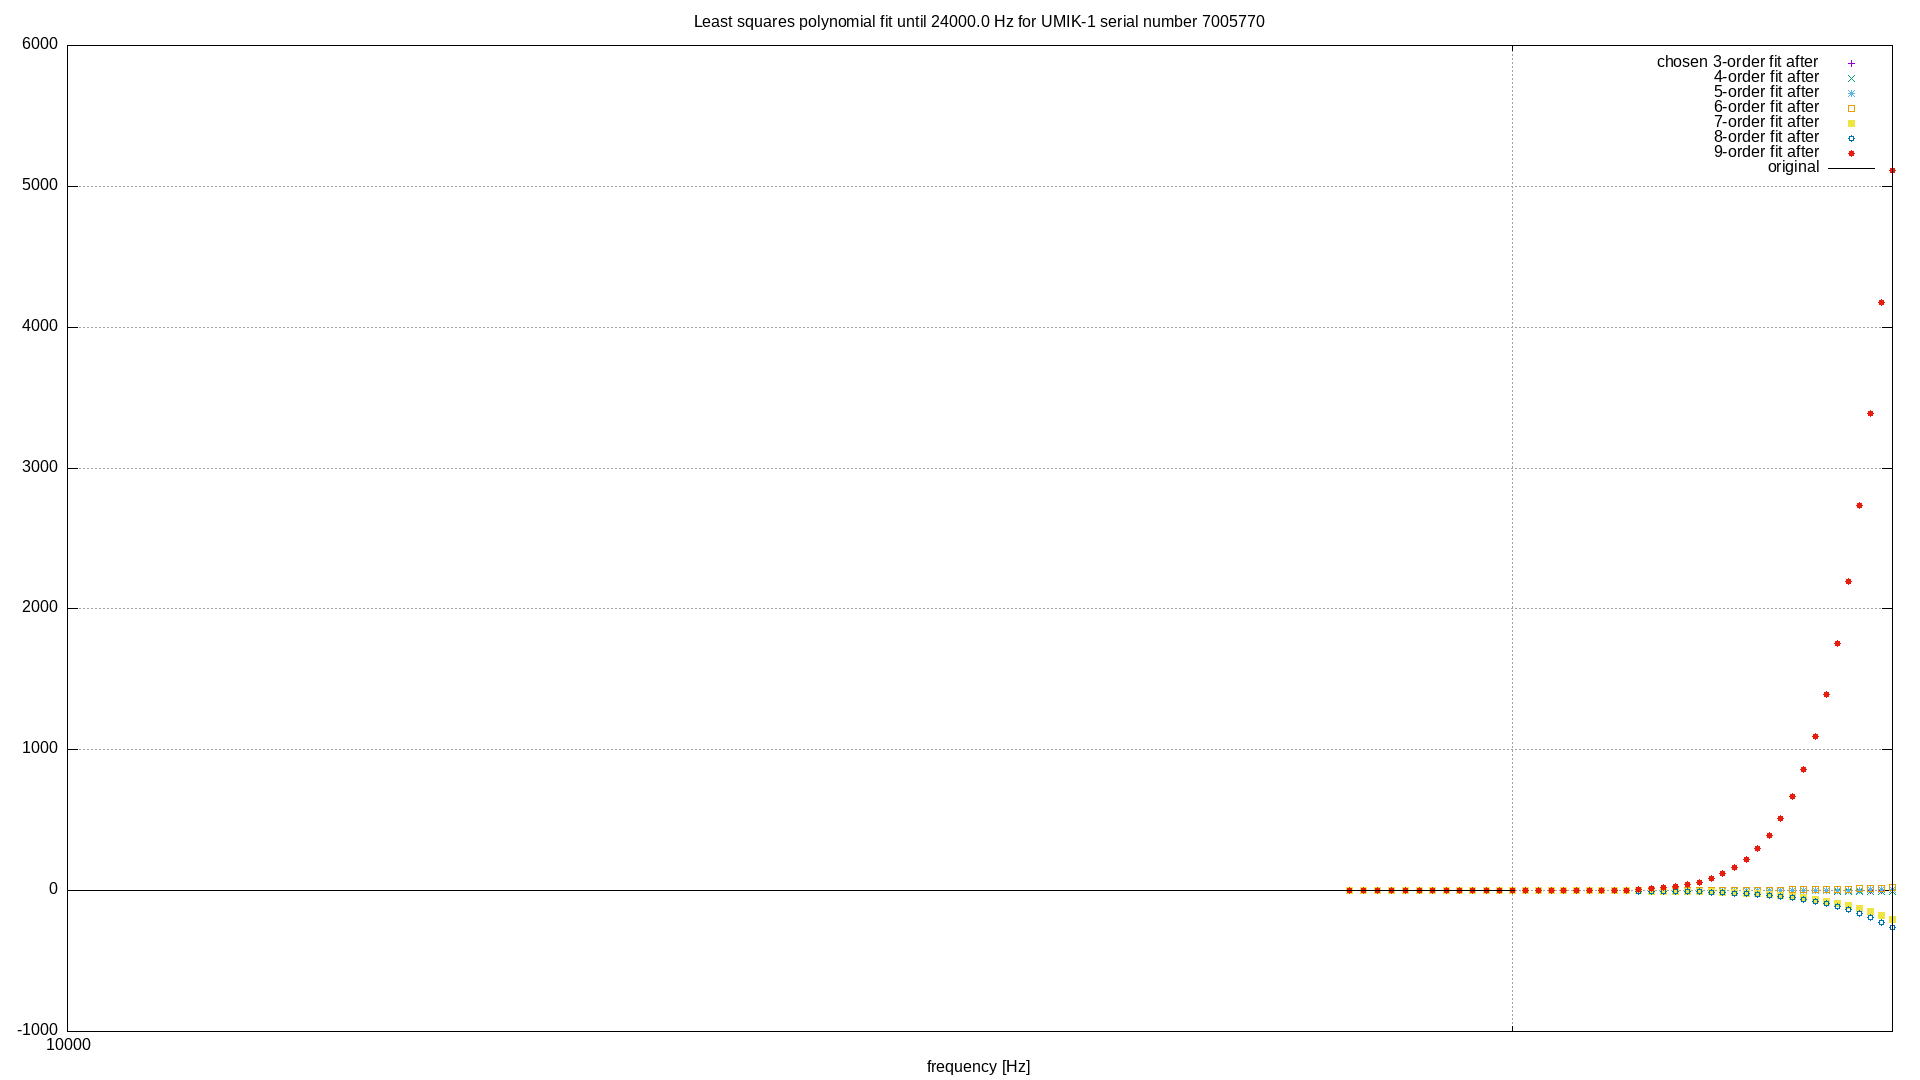 Least squares polynomial fit until 24000.0 Hz for UMIK-1 serial number 7005770
6000
5000
4000
3000
2000
1000
0
-1000
10000
frequency [Hz]
chosen 3-order fit after
4-order fit after
5-order fit after
6-order fit after
7-order fit after
8-order fit after
9-order fit after
original